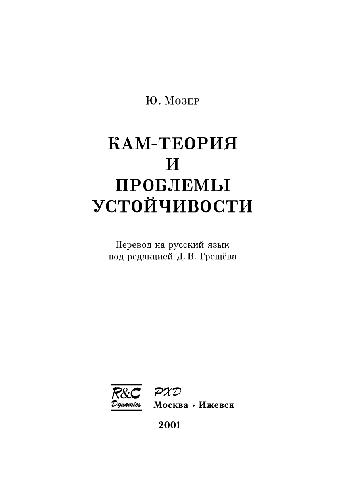 Ю. Мозер
КАМ-ТЕОРИЯ
И
ПРОБЛЕМЫ
УСТОЙЧИВОСТИ
Перевод на русский язык
под редакцией Д. В. Трещёва
R&C
Dynamics
РХД
Москва • Ижевск
2001